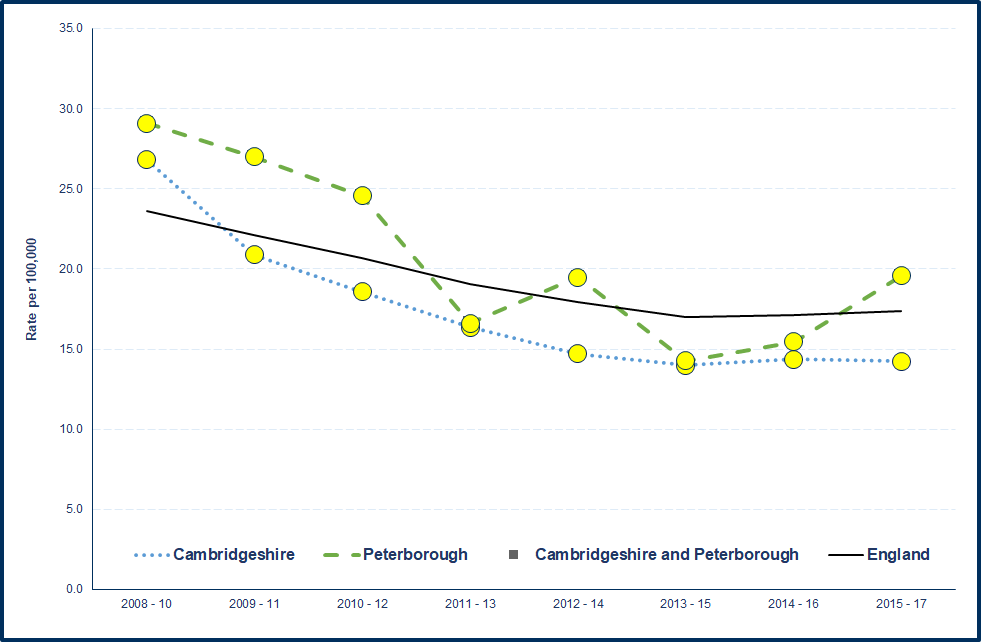 35.0
30.0
25.0
20.0
15.0
10.0
5.0
0.0
Rate per 100,000
Cambridgeshire
Peterborough
Cambridgeshire and Peterborough
England
2008 - 10
2009 - 11
2010 - 12
2011 - 13
2012 - 14
2013 - 15
2014 - 16
2015 - 17